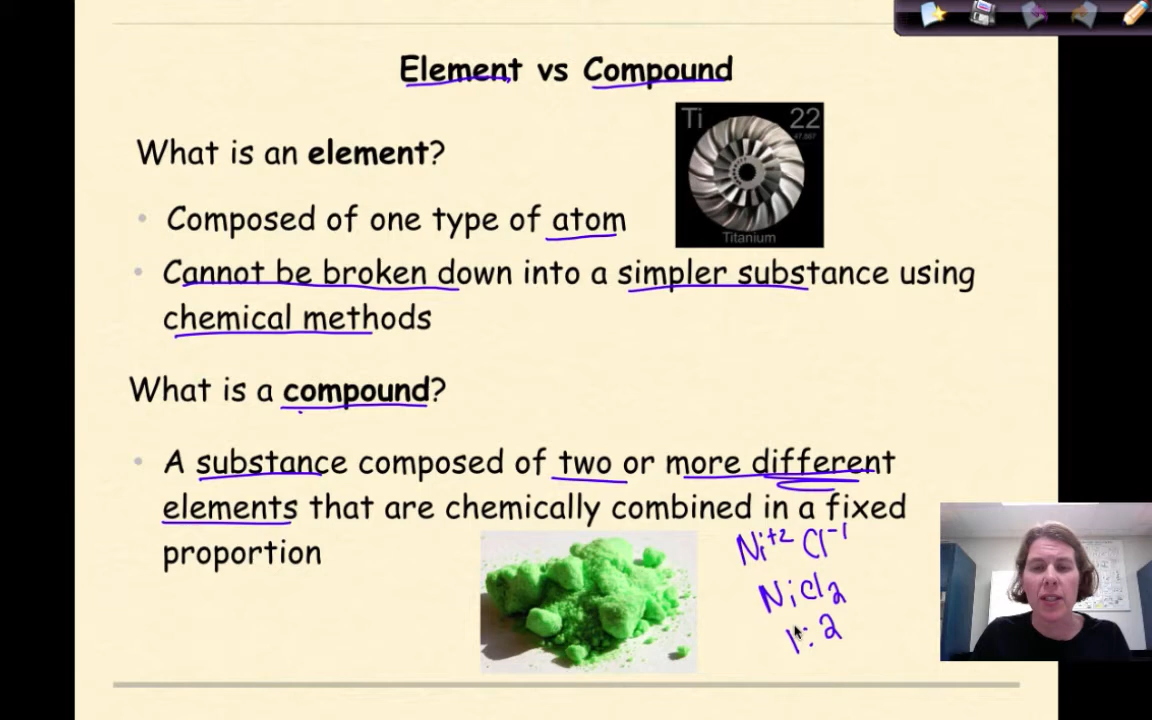 Element vs Compound
Ti 22
47.867
What is an element?
Composed of one type of atom
Titanium
Cannot be broken down into a simpler substance using
chemical methods
What is a compound?
A substance composed of two or more different
elements that are chemically combined in a fixed
proportion
Ni+2 Cl-1
NiCl2
1:2